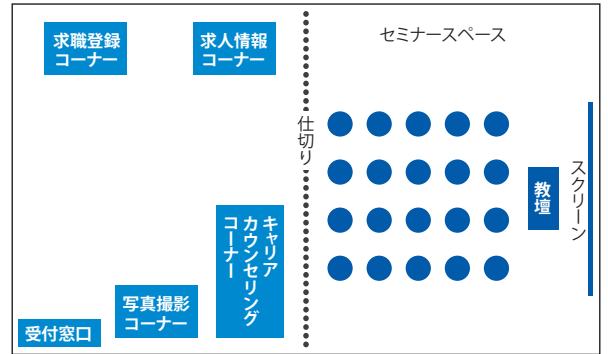 求職登録
コーナー
求人情報
コーナー
セミナースペース
仕切り
スクリーン
教壇
キャリア
カウンセリング
コーナー
写真撮影
コーナー
受付窓口